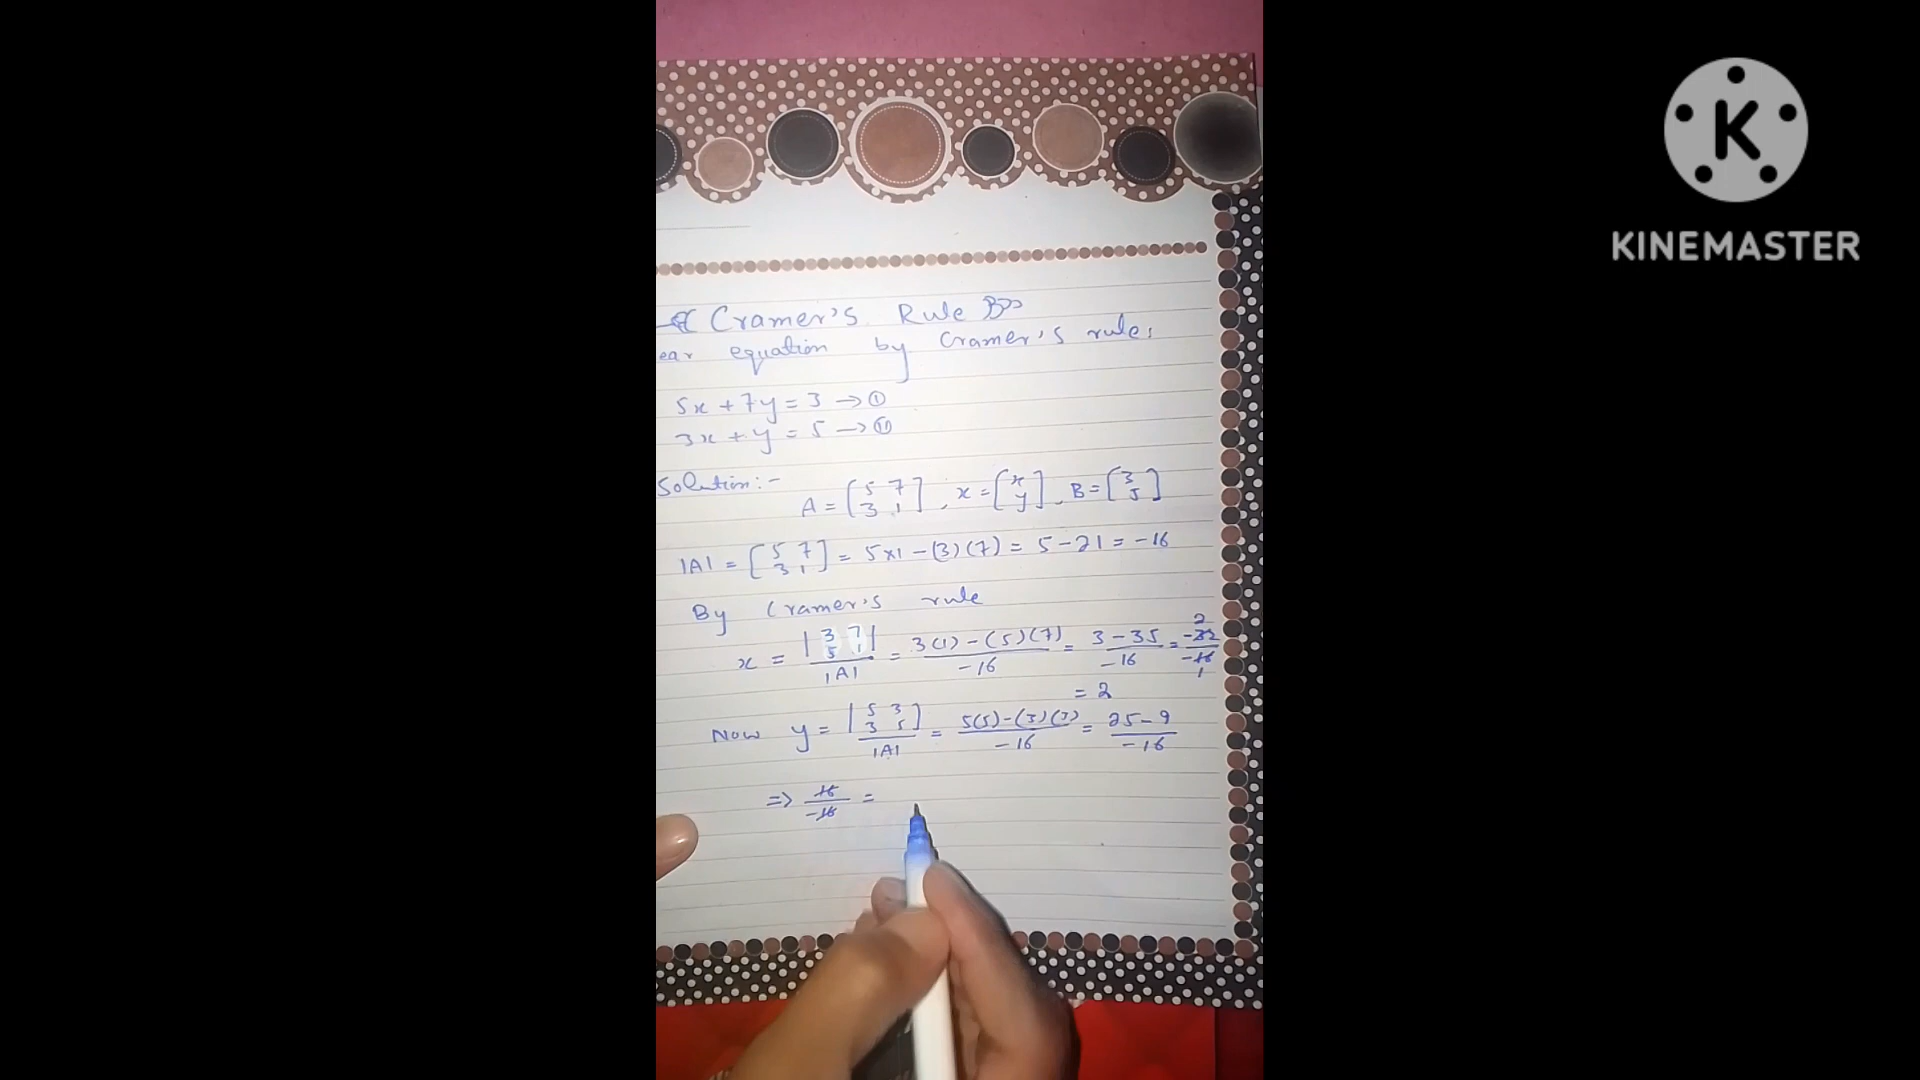 Cramer's Rule
ear equation by Cramer's rule.
5x + 7y = 3 → ①
3x + y = 5 → ⑪
Solution:-
A = [5 7
3 1], x = [x
y], B = [3
5]
|A| = [5 7
3 1] = 5×1 - (3)(7) = 5 - 21 = -16
By Cramer's rule
x = |3 7
5 1| / |A| = 3(1) - (5)(7) / -16 = 3 - 35 / -16 = -32 / -16
2
1
= 2
Now y = |5 3
3 5| / |A| = 5(5) - (3)(3) / -16 = 25 - 9 / -16
⇒ 16 / -16 =
K
KINEMASTER